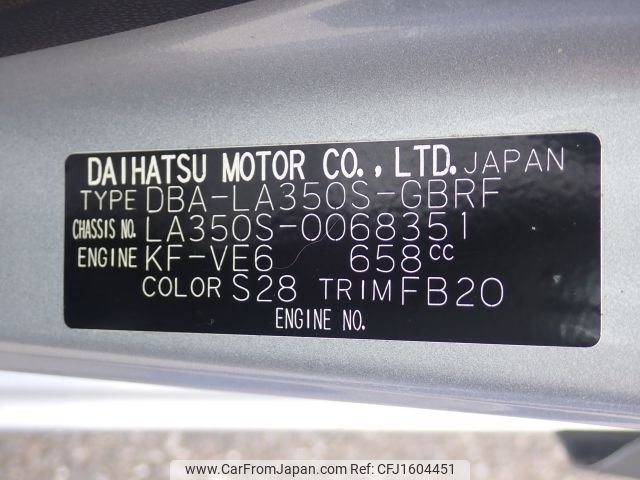 DAIHATSU MOTOR CO., LTD. JAPAN
TYPE DBA-LA350S-GBRF
CHASSIS NO. LA350S-0068351
ENGINE KF-VE6 658cc
COLOR S28 TRIM FB20
ENGINE NO.
CarFromJapan
www.carfromjapan.com - CFJ1604451